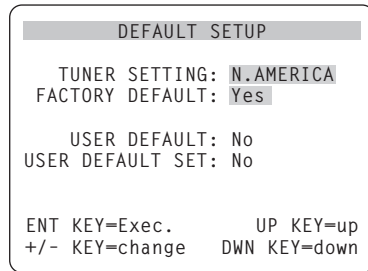 DEFAULT SETUP
TUNER SETTING: N.AMERICA
FACTORY DEFAULT: Yes
USER DEFAULT: No
USER DEFAULT SET: No
ENT KEY=Exec. UP KEY=up
+/- KEY=change DWN KEY=down